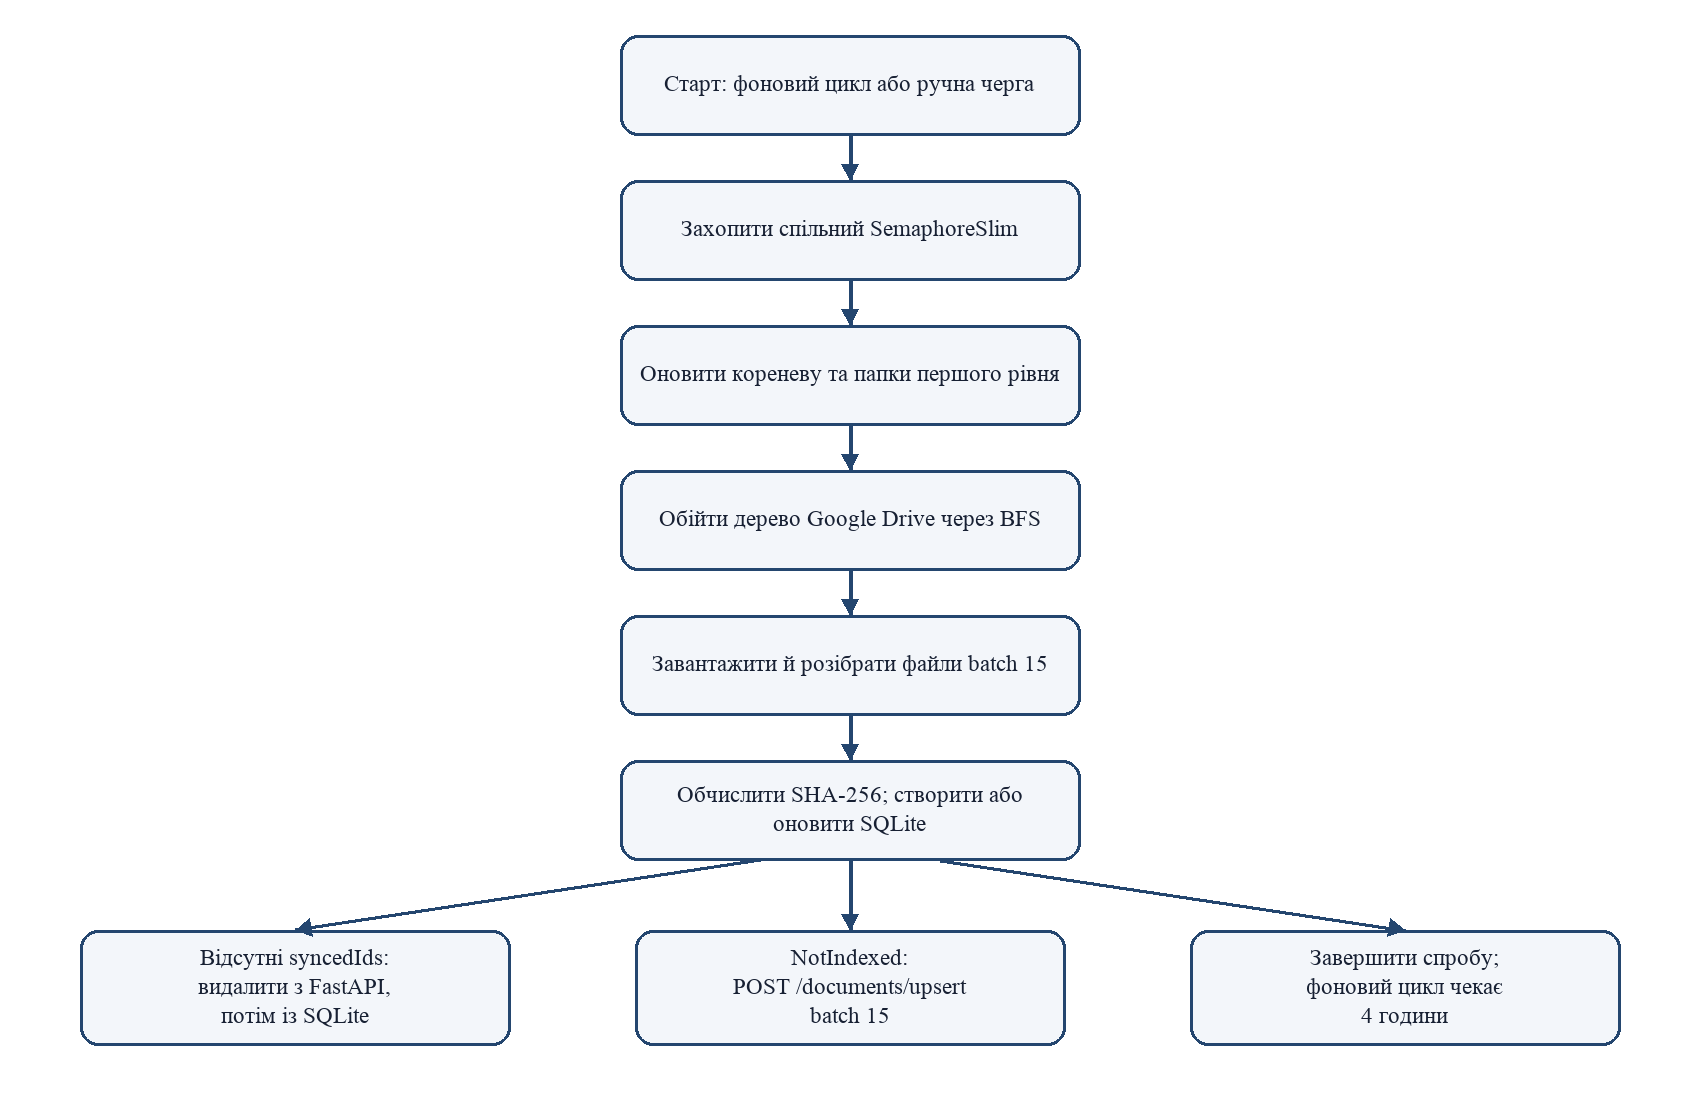 Старт: фоновий цикл або ручна черга
Захопити спільний SemaphoreSlim
Оновити кореневу та папки першого рівня
Обійти дерево Google Drive через BFS
Завантажити й розібрати файли batch 15
Обчислити SHA-256; створити або
оновити SQLite
Відсутні syncedIds:
видалити з FastAPI,
потім із SQLite
NotIndexed:
POST /documents/upsert
batch 15
Завершити спробу;
фоновий цикл чекає
4 години